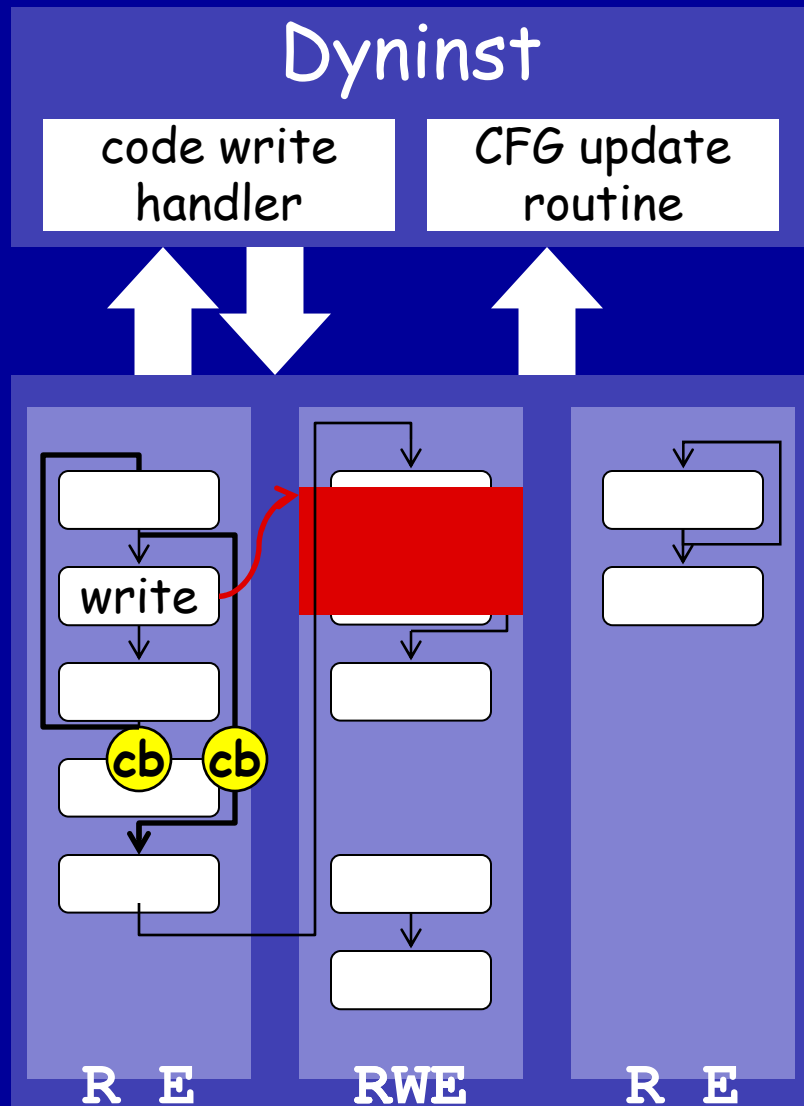 Dyninst
code write
handler
CFG update
routine
write
cb
cb
R E
RWE
R E